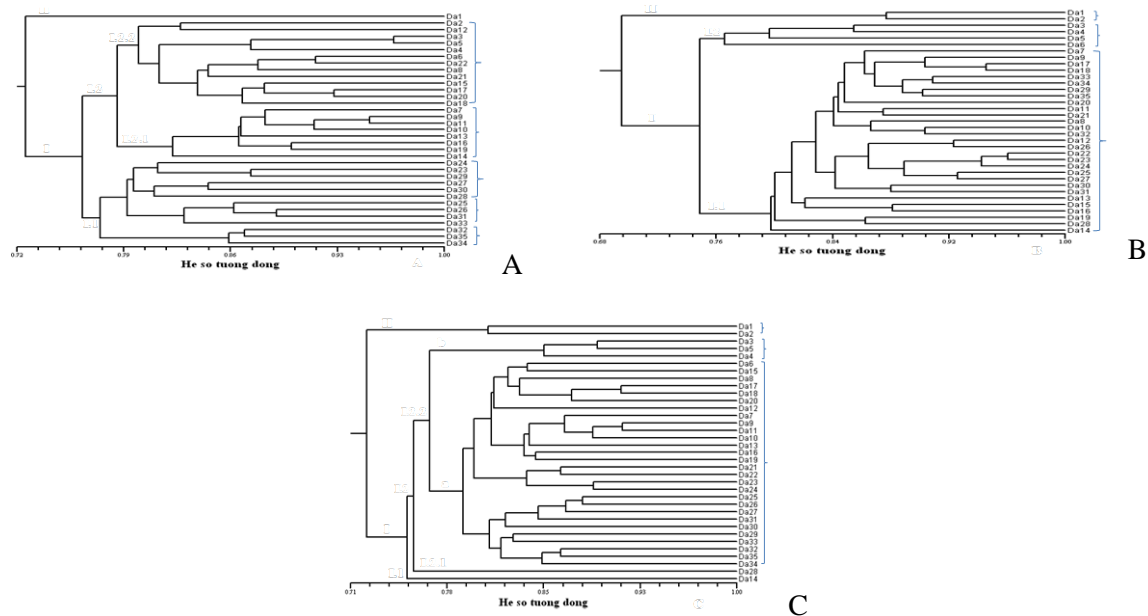 Da1
Da2
Da12
Da3
Da5
Da4
Da6
Da22
Da8
Da21
Da15
Da17
Da20
Da18
Da7
Da9
Da11
Da10
Da13
Da16
Da19
Da14
Da24
Da23
Da29
Da27
Da30
Da28
Da25
Da26
Da31
Da33
Da32
Da35
Da34
0.72 0.79 0.86 0.93 1.00
He so tuong dong
A
Da1
Da2
Da3
Da4
Da5
Da6
Da7
Da9
Da17
Da18
Da33
Da34
Da29
Da35
Da20
Da11
Da21
Da8
Da10
Da32
Da12
Da26
Da22
Da23
Da24
Da25
Da27
Da30
Da31
Da13
Da15
Da16
Da19
Da28
Da14
0.76 0.84 0.92 1.00
He so tuong dong
B
Da1
Da2
Da3
Da5
Da4
Da6
Da15
Da8
Da17
Da18
Da20
Da12
Da7
Da9
Da11
Da10
Da13
Da16
Da19
Da21
Da22
Da23
Da24
Da25
Da26
Da27
Da31
Da30
Da29
Da33
Da32
Da35
Da34
Da28
Da14
0.71 0.78 0.85 0.93 1.00
He so tuong dong
C